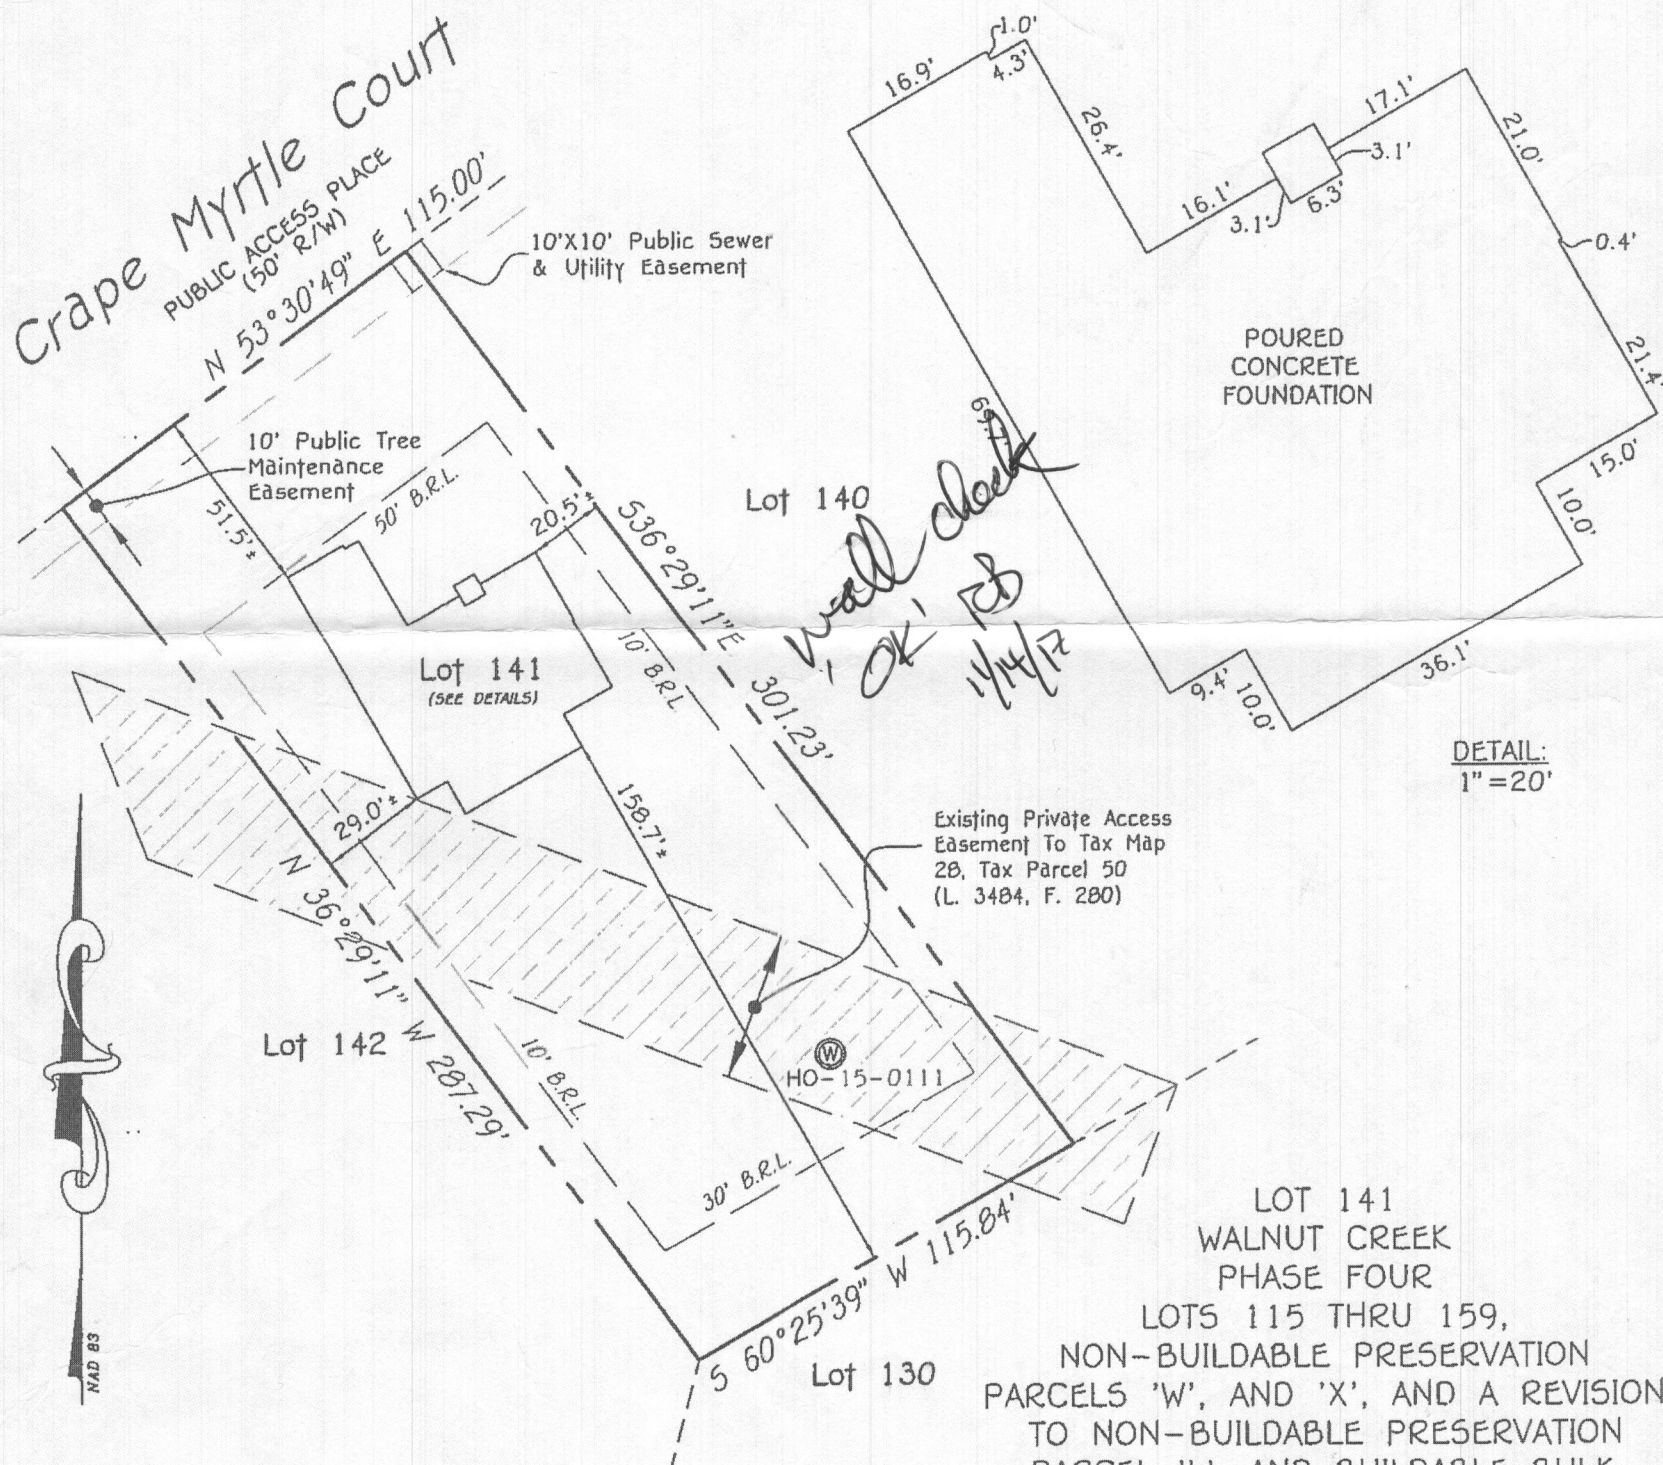 Crape Myrtle Court
PUBLIC ACCESS PLACE
(50' R/W)
N 53°30'49" E 115.00'
10'X10' Public Sewer
& Utility Easement
10' Public Tree
Maintenance
Easement
51.5'±
50' B.R.L.
20.5'±
S36°29'11"E 301.23'
10' B.R.L.
Lot 140
Lot 141
(SEE DETAILS)
29.0'±
158.7'±
N 36°29'11" W 287.29'
Lot 142
10' B.R.L.
30' B.R.L.
Existing Private Access
Easement To Tax Map
28, Tax Parcel 50
(L. 3484, F. 280)
W
HO-15-0111
S 60°25'39" W 115.84'
Lot 130
NAD 83
16.9'
1.0'
4.3'
26.4'
16.1'
3.1'
6.3'
3.1'
17.1'
21.0'
0.4'
21.4'
15.0'
10.0'
36.1'
10.0'
9.4'
69.7'
POURED
CONCRETE
FOUNDATION
wall check
OK'
11/14/17
DETAIL:
1"=20'
LOT 141
WALNUT CREEK
PHASE FOUR
LOTS 115 THRU 159,
NON-BUILDABLE PRESERVATION
PARCELS 'W', AND 'X', AND A REVISION
TO NON-BUILDABLE PRESERVATION
AND BUILDABLE BULK